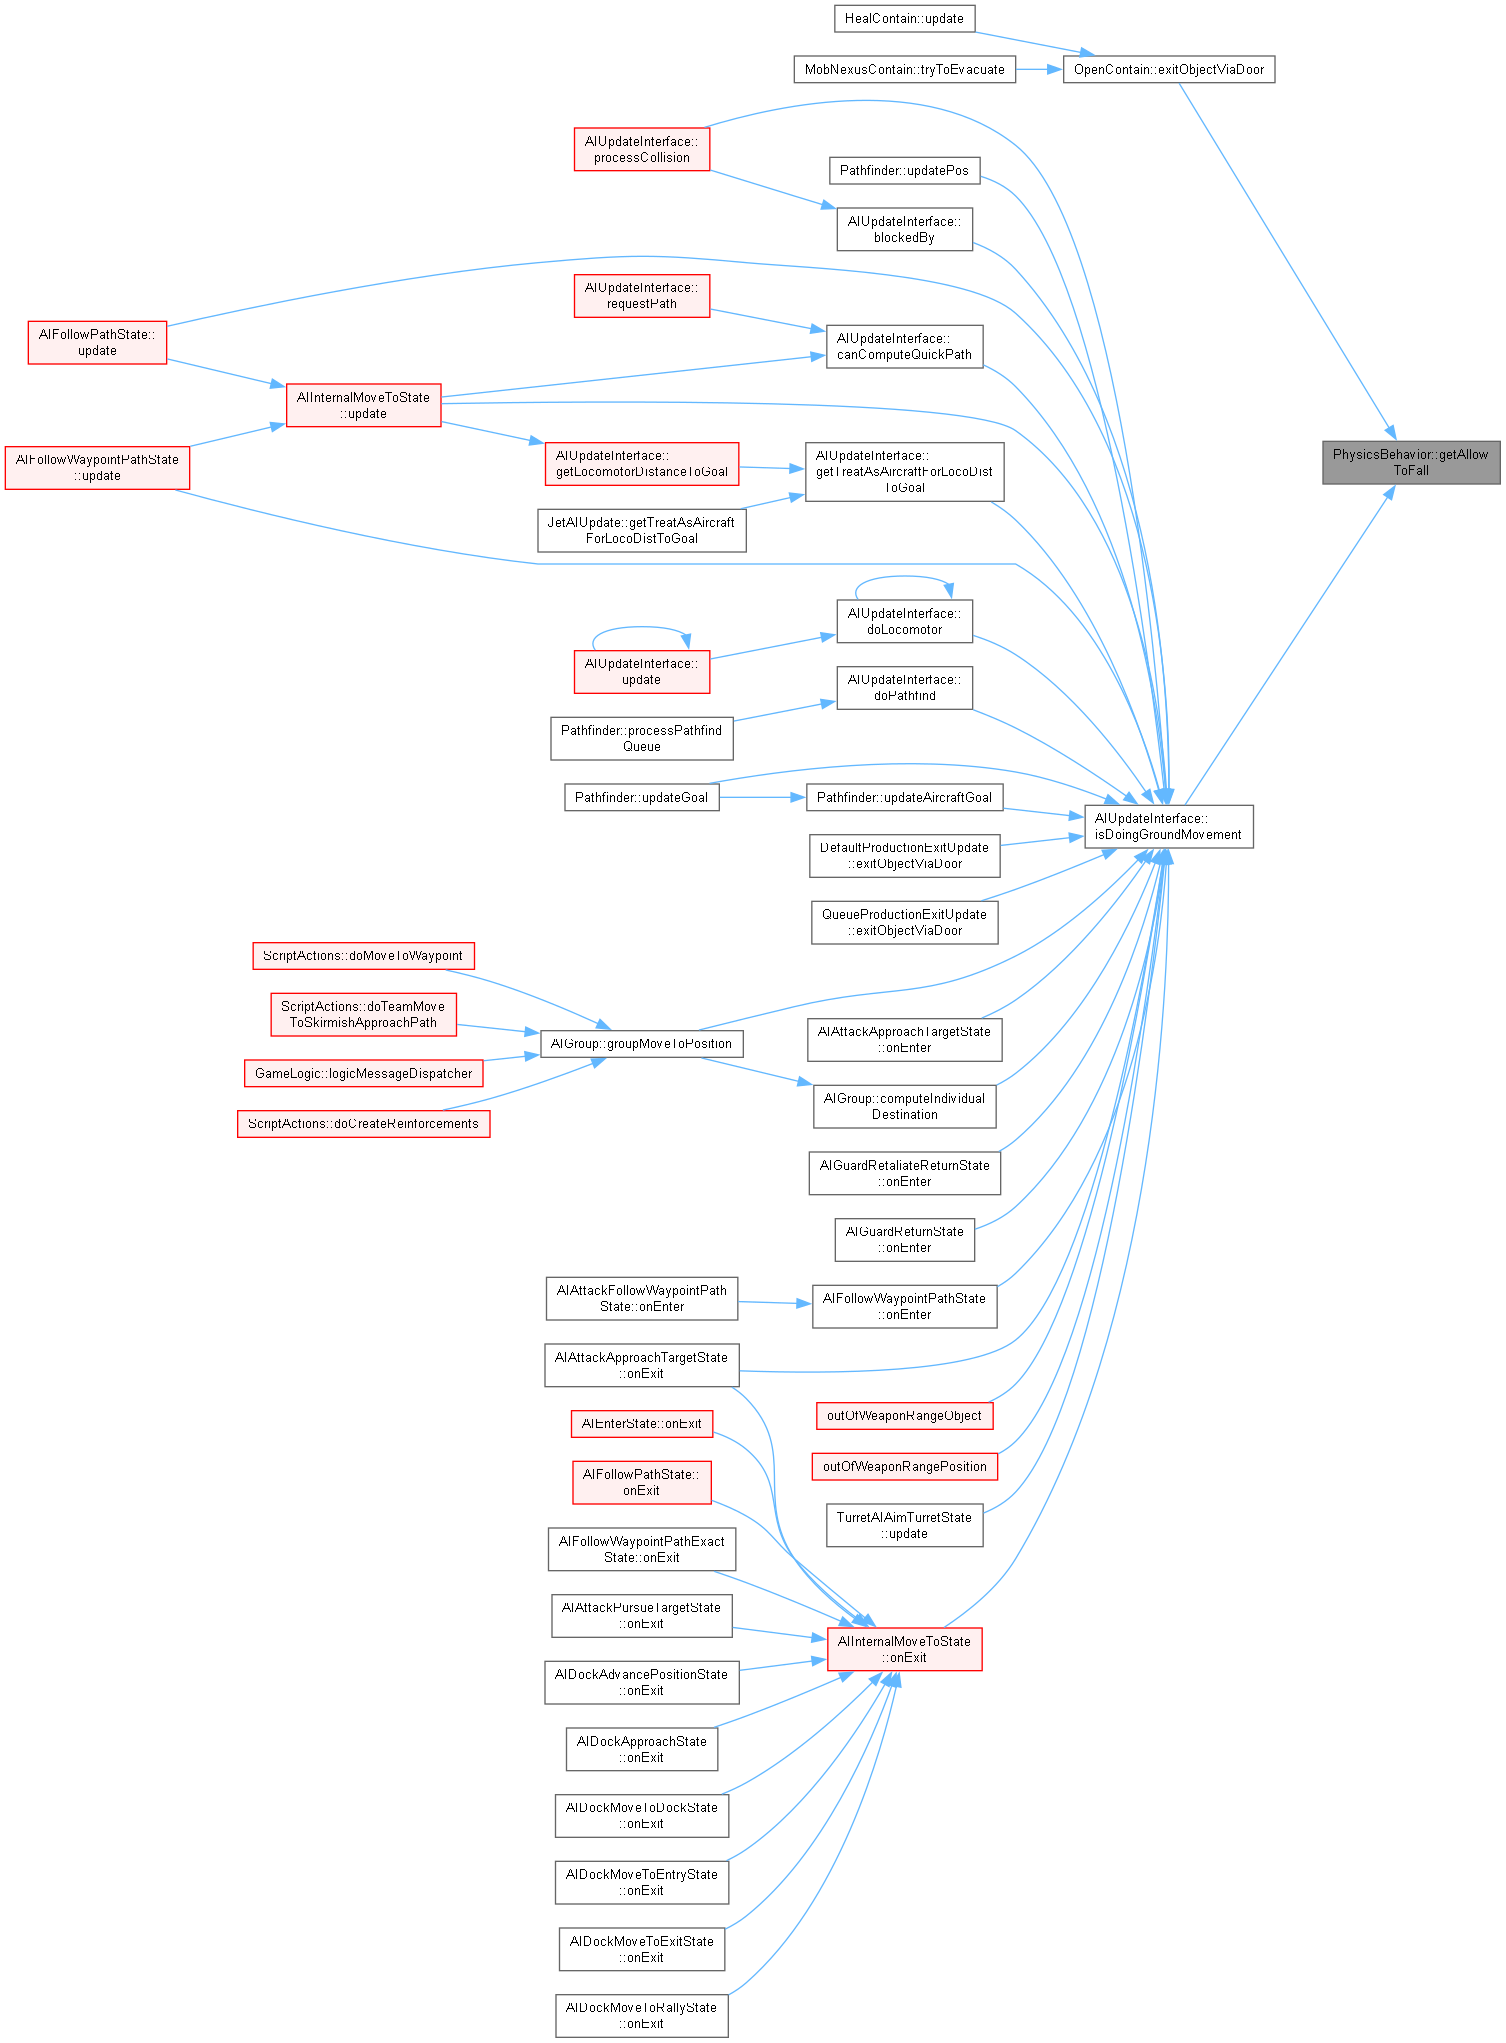 HealContain::update
MobNexusContain::tryToEvacuate
OpenContain::exitObjectViaDoor
AIUpdateInterface::
processCollision
Pathfinder::updatePos
AIUpdateInterface::
blockedBy
AIUpdateInterface::
requestPath
AIFollowPathState::
update
AIUpdateInterface::
canComputeQuickPath
AIInternalMoveToState
::update
AIFollowWaypointPathState
::update
AIUpdateInterface::
getLocomotorDistanceToGoal
AIUpdateInterface::
getTreatAsAircraftForLocoDist
ToGoal
PhysicsBehavior::getAllow
ToFall
JetAIUpdate::getTreatAsAircraft
ForLocoDistToGoal
AIUpdateInterface::
doLocomotor
AIUpdateInterface::
update
AIUpdateInterface::
doPathfind
Pathfinder::processPathfind
Queue
Pathfinder::updateGoal
Pathfinder::updateAircraftGoal
AIUpdateInterface::
isDoingGroundMovement
DefaultProductionExitUpdate
::exitObjectViaDoor
QueueProductionExitUpdate
::exitObjectViaDoor
ScriptActions::doMoveToWaypoint
ScriptActions::doTeamMove
ToSkirmishApproachPath
AIGroup::groupMoveToPosition
AIAttackApproachTargetState
::onEnter
GameLogic::logicMessageDispatcher
ScriptActions::doCreateReinforcements
AIGroup::computeIndividual
Destination
AIGuardRetaliateReturnState
::onEnter
AIGuardReturnState
::onEnter
AIAttackFollowWaypointPath
State::onEnter
AIFollowWaypointPathState
::onEnter
AIAttackApproachTargetState
::onExit
outOfWeaponRangeObject
AIEnterState::onExit
outOfWeaponRangePosition
AIFollowPathState::
onExit
TurretAIAimTurretState
::update
AIFollowWaypointPathExact
State::onExit
AIAttackPursueTargetState
::onExit
AIInternalMoveToState
::onExit
AIDockAdvancePositionState
::onExit
AIDockApproachState
::onExit
AIDockMoveToDockState
::onExit
AIDockMoveToEntryState
::onExit
AIDockMoveToExitState
::onExit
AIDockMoveToRallyState
::onExit